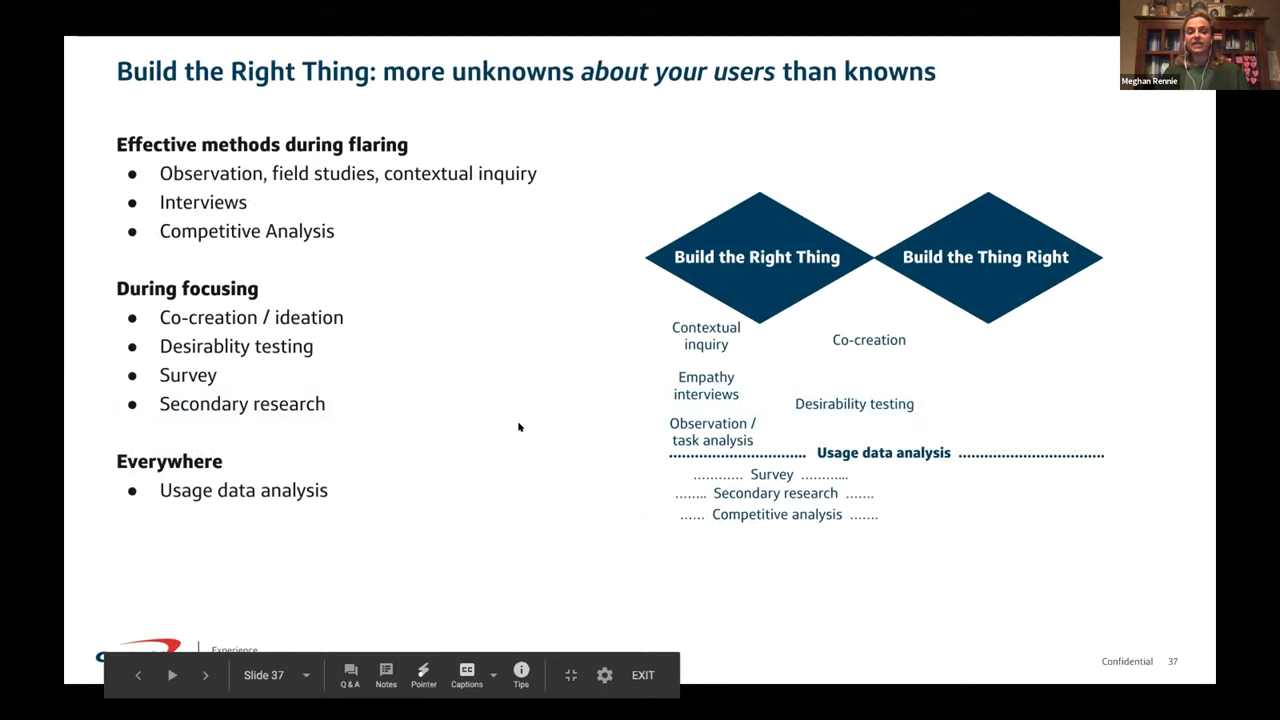 Build the Right Thing: more unknowns about your users than knowns
Meghan Rennie
Effective methods during flaring
● Observation, field studies, contextual inquiry
● Interviews
● Competitive Analysis
During focusing
● Co-creation / ideation
● Desirablity testing
● Survey
● Secondary research
Everywhere
● Usage data analysis
Build the Right Thing
Build the Thing Right
Contextual
inquiry
Co-creation
Empathy
interviews
Desirability testing
Observation /
task analysis
Usage data analysis
Survey
Secondary research
Competitive analysis
Experience
Confidential 37
Slide 37
Q & A
Notes
Pointer
CC
Captions
Tips
EXIT